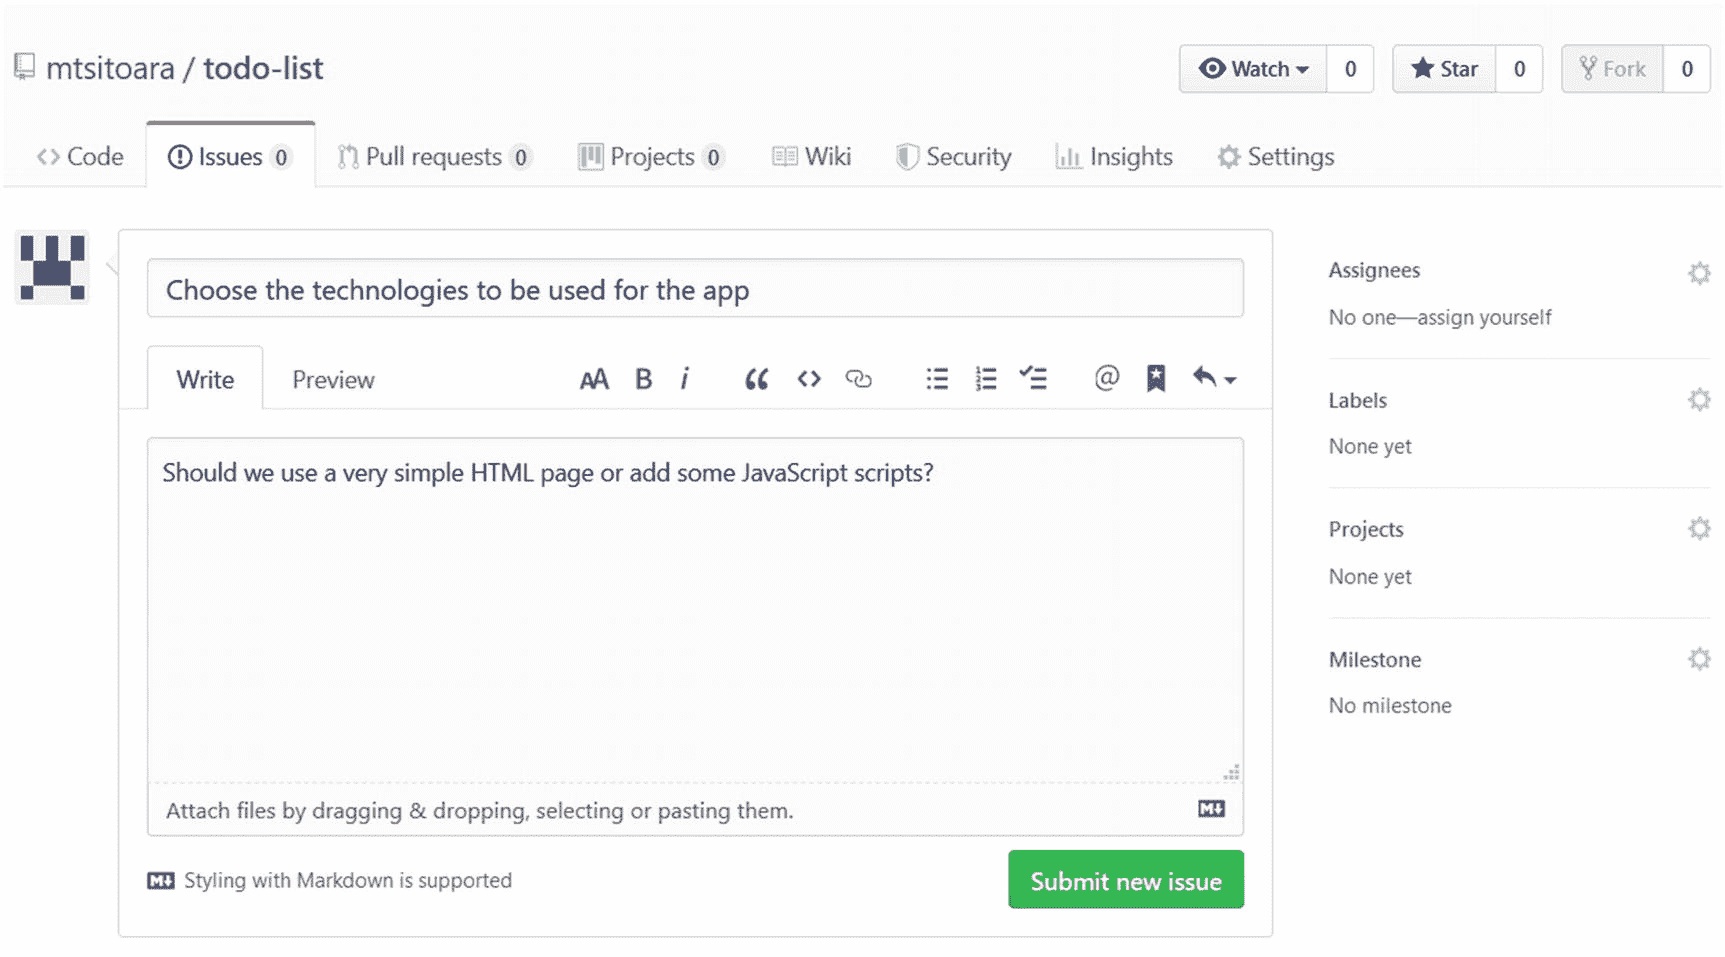 mtsitoara / todo-list
Watch 0 Star 0 Fork 0
Code Issues 0 Pull requests 0 Projects 0 Wiki Security Insights Settings
Choose the technologies to be used for the app
Write Preview AA B i
Should we use a very simple HTML page or add some JavaScript scripts?
Attach files by dragging & dropping, selecting or pasting them.
Styling with Markdown is supported
Submit new issue
Assignees
No one—assign yourself
Labels
None yet
Projects
None yet
Milestone
No milestone